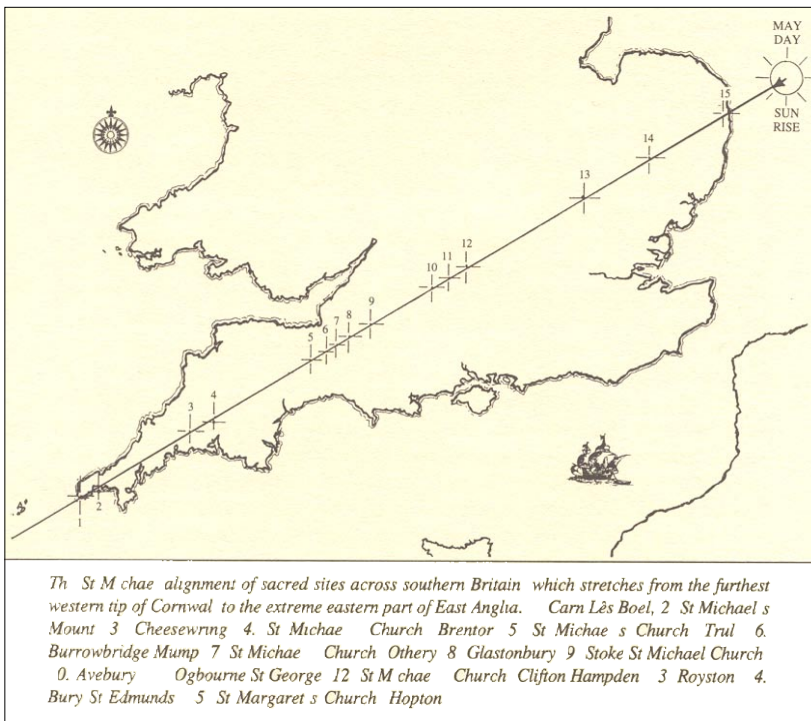 MAY
DAY
SUN
RISE
15
14
13
12
11
10
9
8
7
6
5
4
3
2
1
Th St M chae alignment of sacred sites across southern Britain which stretches from the furthest
western tip of Cornwal to the extreme eastern part of East Anglia. Carn Lès Boel, 2 St Michael s
Mount 3 Cheesewring 4. St Michae Church Brentor 5 St Michae s Church Trul 6.
Burrowbridge Mump 7 St Michae Church Othery 8 Glastonbury 9 Stoke St Michael Church
0. Avebury Ogbourne St George 12 St M chae Church Clifton Hampden 3 Royston 4.
Bury St Edmunds 5 St Margaret s Church Hopton